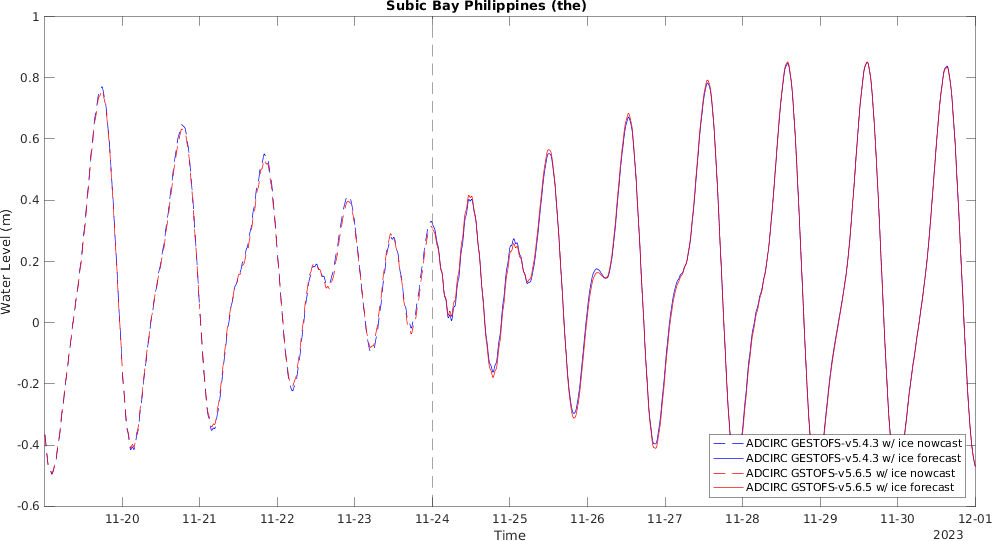 Subic Bay Philippines (the)
1
0.8
0.6
0.4
0.2
0
-0.2
-0.4
-0.6
Water Level (m)
ADCIRC GESTOFS-v5.4.3 w/ ice nowcast
ADCIRC GESTOFS-v5.4.3 w/ ice forecast
ADCIRC GSTOFS-v5.6.5 w/ ice nowcast
ADCIRC GSTOFS-v5.6.5 w/ ice forecast
11-20 11-21 11-22 11-23 11-24 11-25 11-26 11-27 11-28 11-29 11-30 12-01
Time
2023